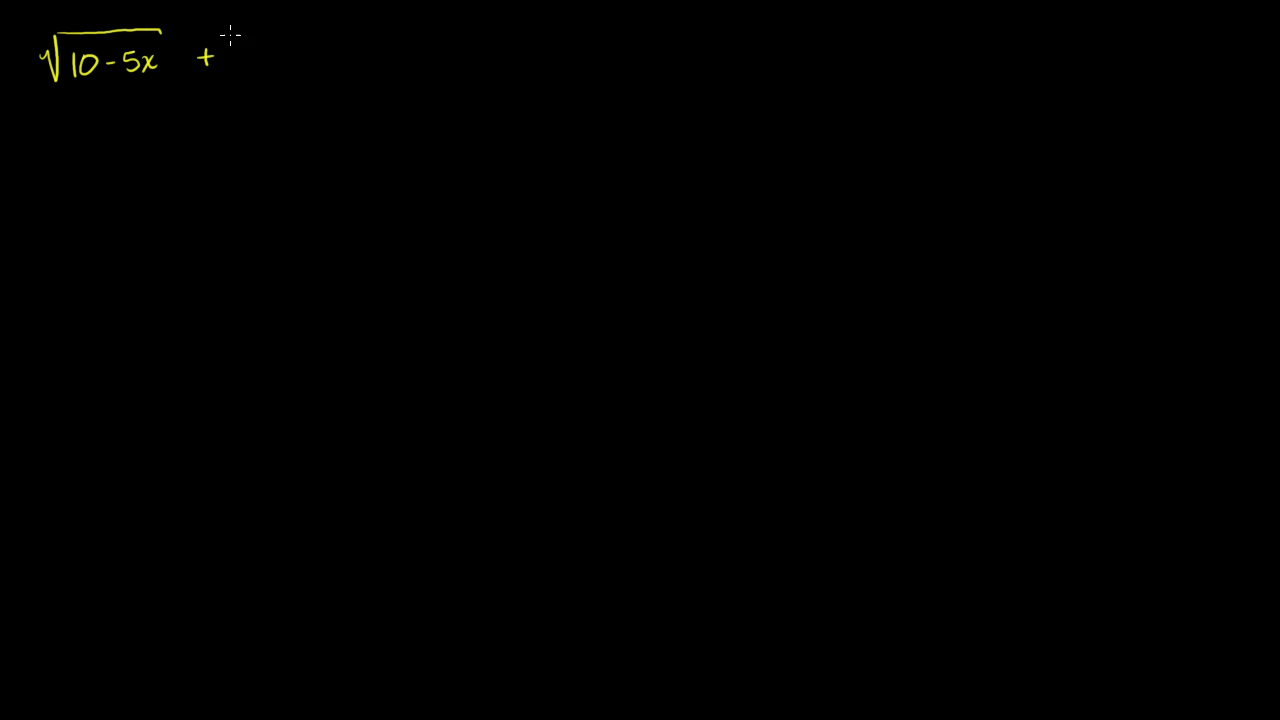 √(10-5x) +